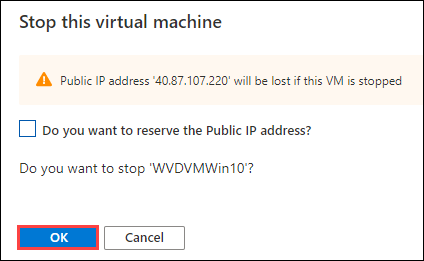 Stop this virtual machine
Public IP address '40.87.107.220' will be lost if this VM is stopped
Do you want to reserve the Public IP address?
Do you want to stop 'WVDVMWin10'?
OK Cancel